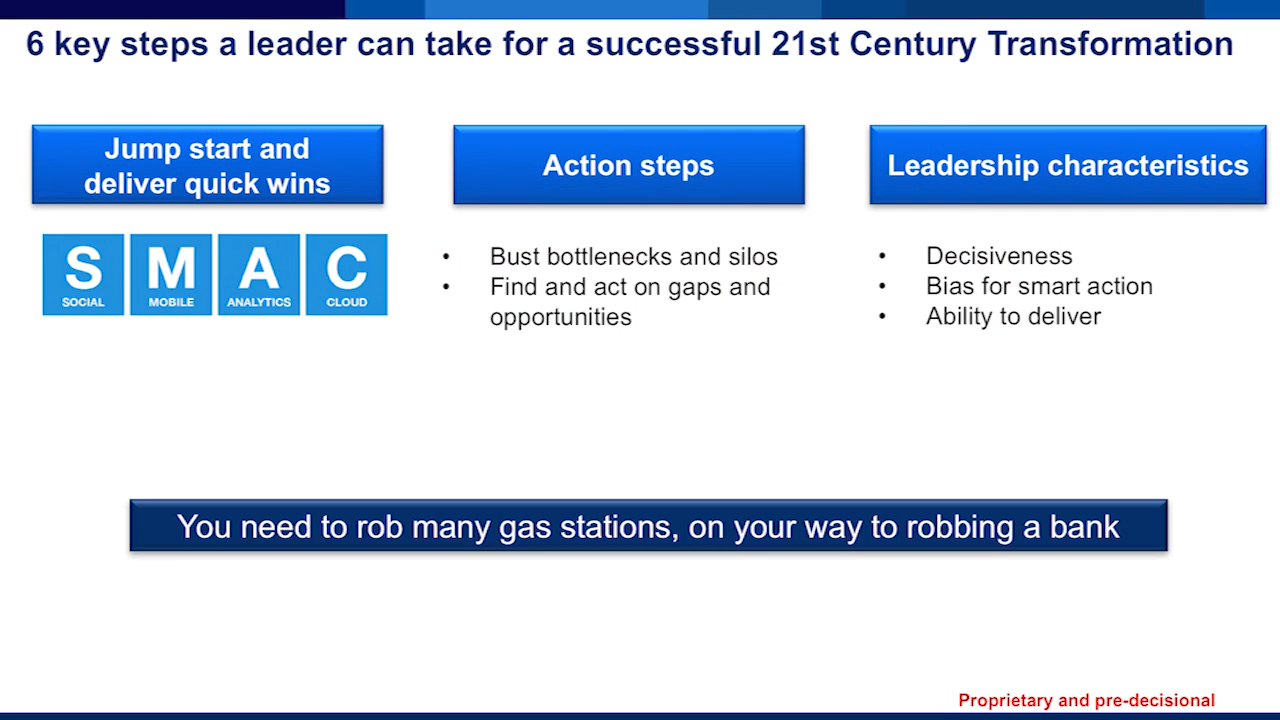 6 key steps a leader can take for a successful 21st Century Transformation
Jump start and
deliver quick wins
S M A C
SOCIAL MOBILE ANALYTICS CLOUD
Action steps
• Bust bottlenecks and silos
• Find and act on gaps and
opportunities
Leadership characteristics
• Decisiveness
• Bias for smart action
• Ability to deliver
You need to rob many gas stations, on your way to robbing a bank
Proprietary and pre-decisional